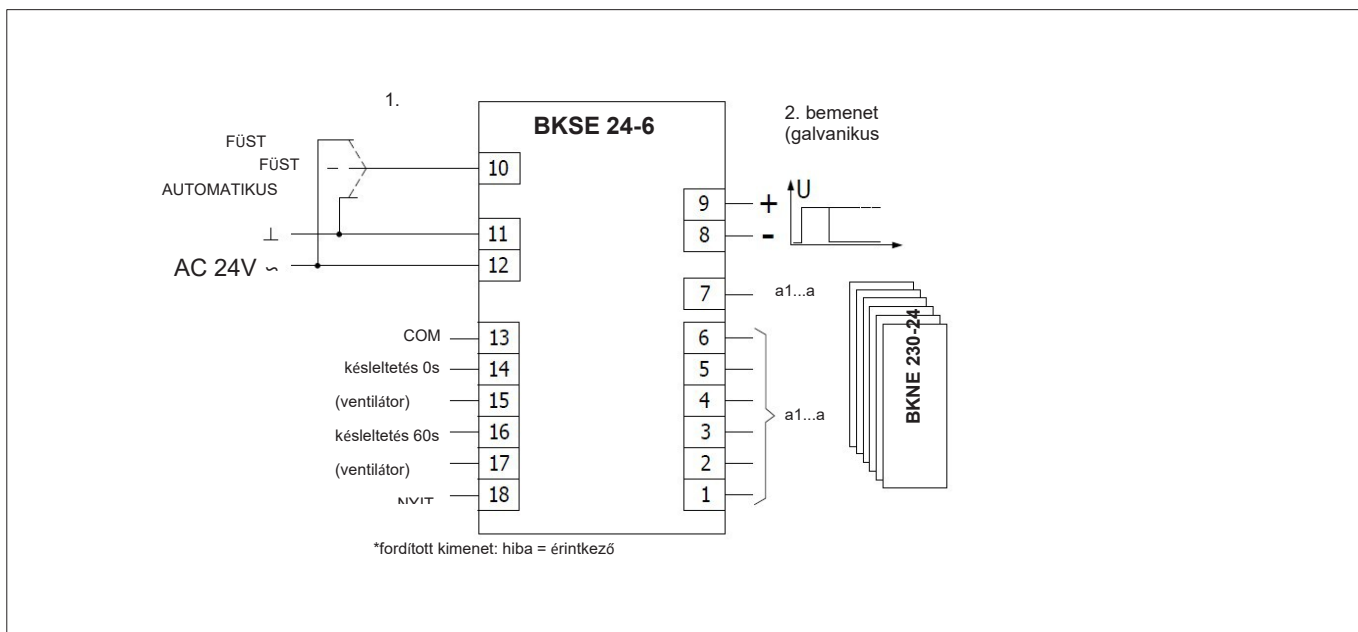 1.
BKSE 24-6
2. bemenet
(galvanikus
FÜST
FÜST
AUTOMATIKUS
10
9 + U
8 -
⊥ 11
AC 24V ~ 12
7 a1...a
COM 13
6
késleltetés 0s 14
5
(ventilátor) 15
4
a1...a
késleltetés 60s 16
3
(ventilátor) 17
2
18
1
BKNE 230-24
*fordított kimenet: hiba = érintkező